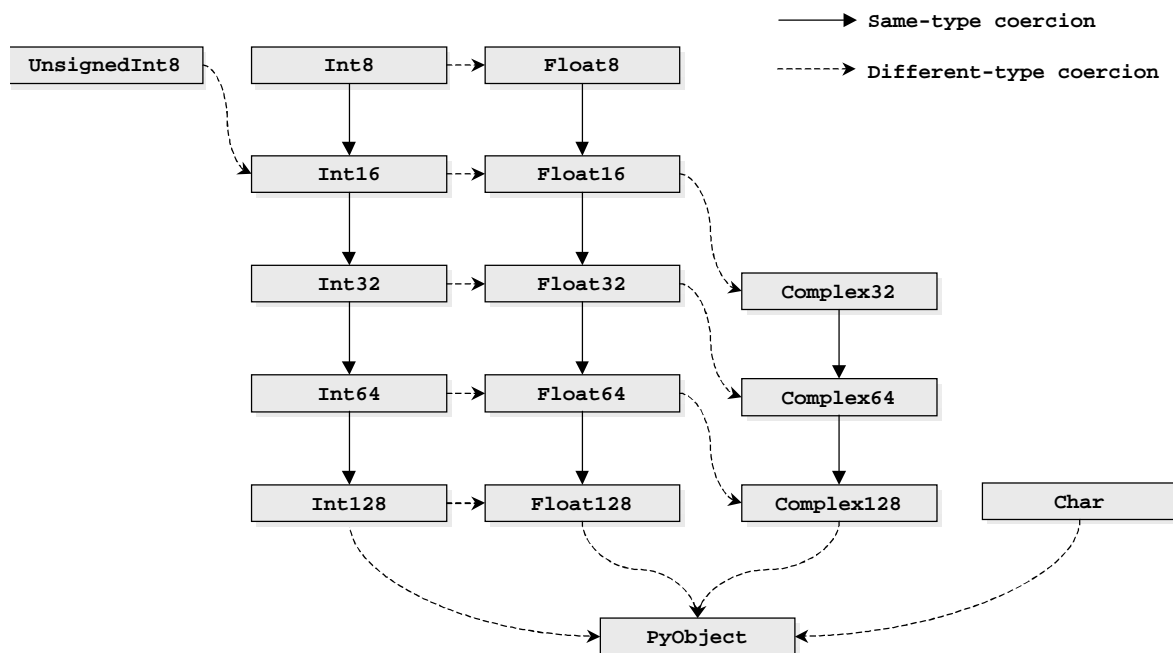 Same-type coercion
UnsignedInt8 Int8 Float8
Different-type coercion
Int16 Float16
Int32 Float32
Complex32
Int64 Float64
Complex64
Int128 Float128 Complex128 Char
PyObject